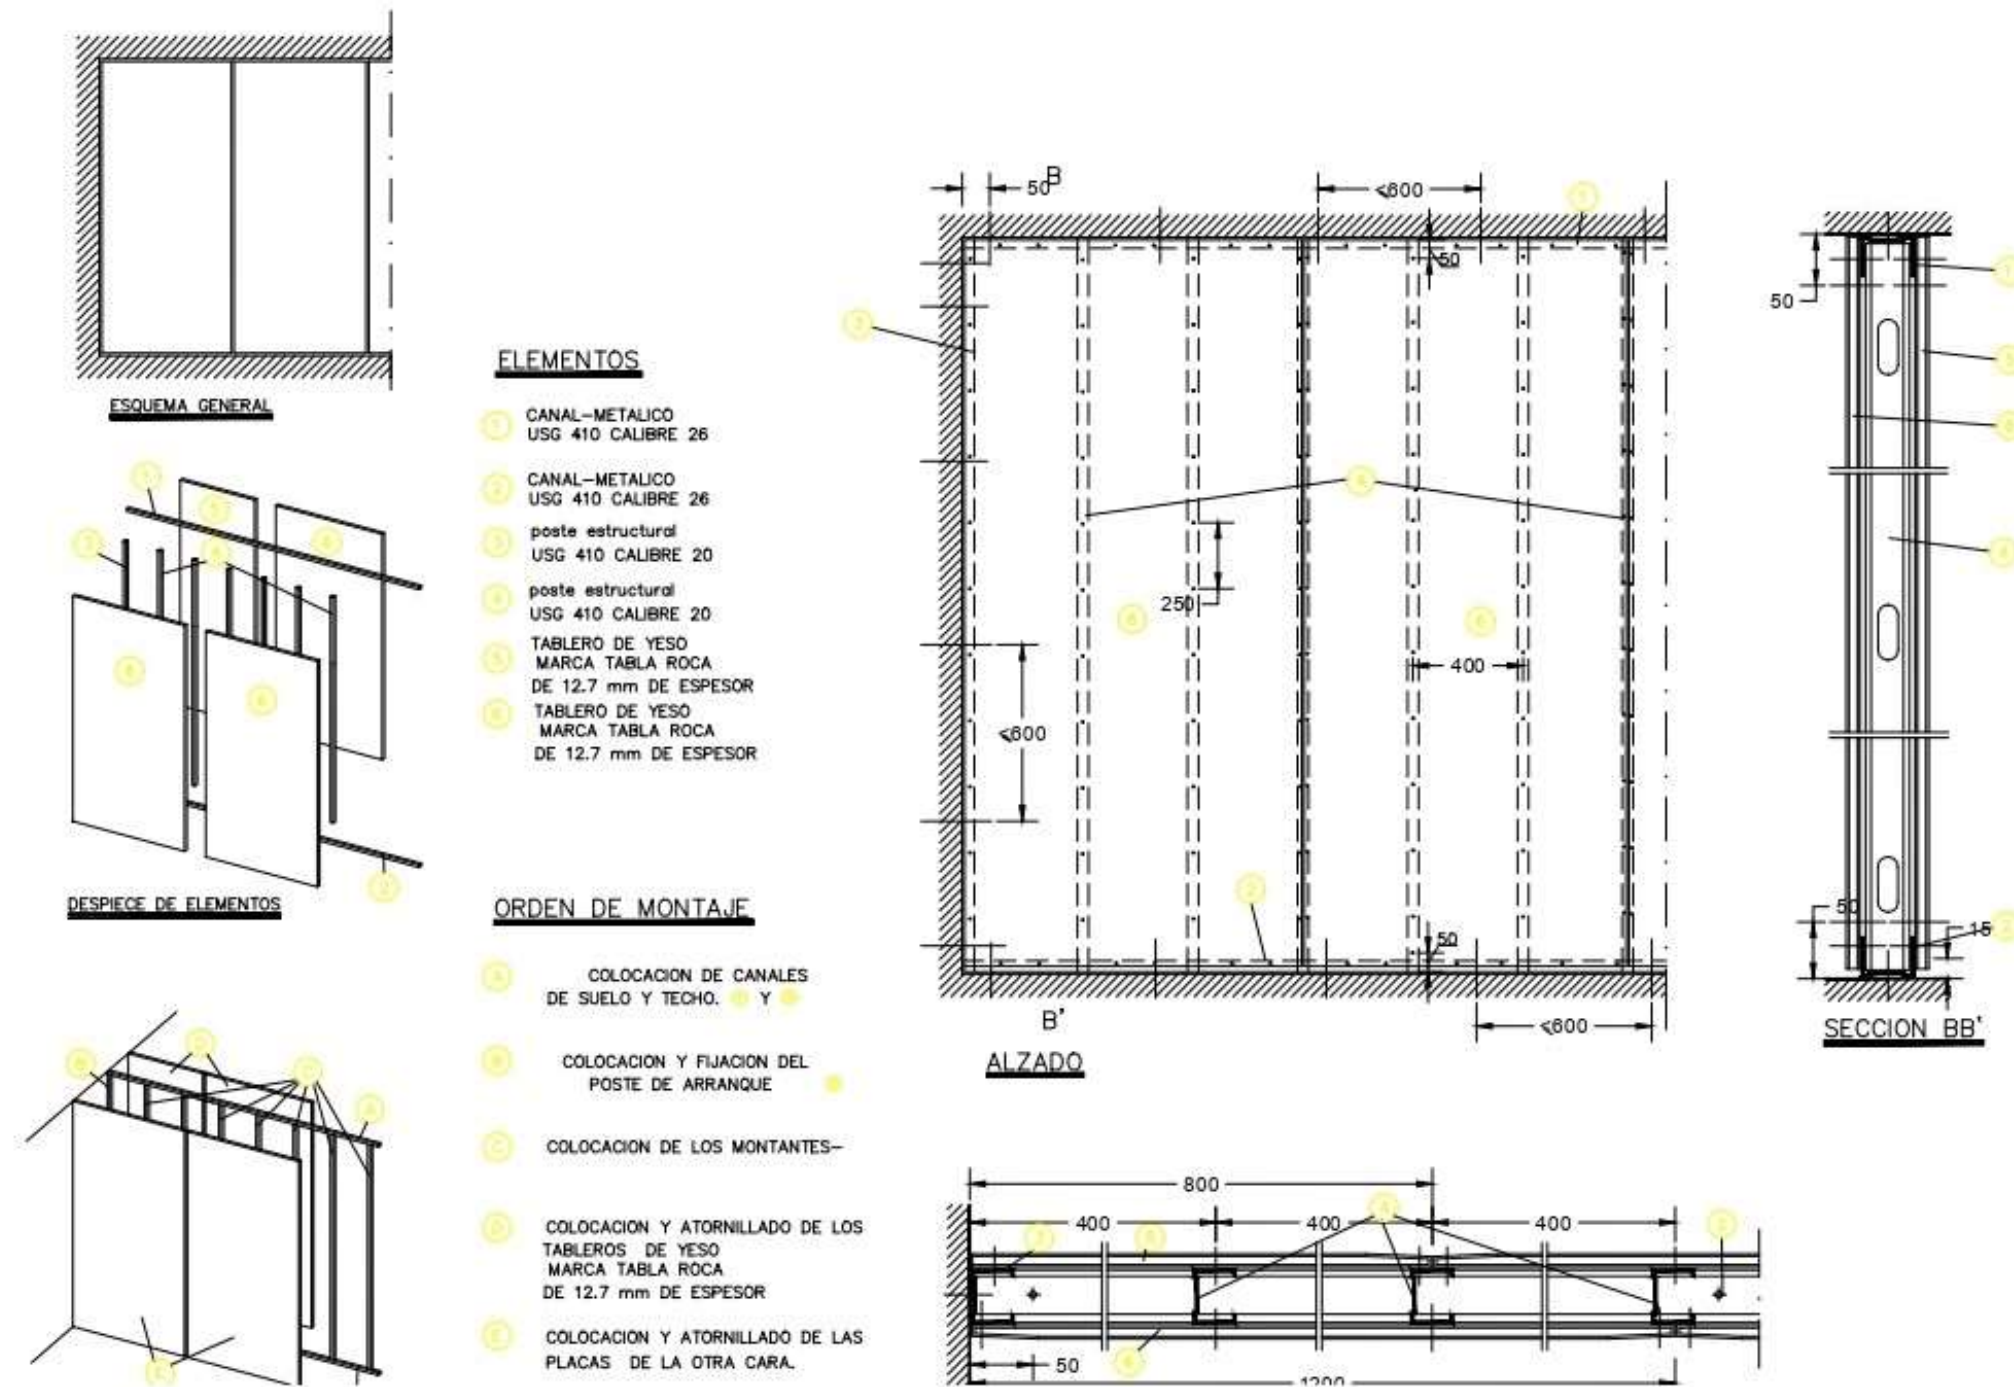 ESQUEMA GENERAL
DESPIECE DE ELEMENTOS
ELEMENTOS
1 CANAL-METALICO
USG 410 CALIBRE 26
2 CANAL-METALICO
USG 410 CALIBRE 26
3 poste estructural
USG 410 CALIBRE 20
4 poste estructural
USG 410 CALIBRE 20
5 TABLERO DE YESO
MARCA TABLA ROCA
DE 12.7 mm DE ESPESOR
6 TABLERO DE YESO
MARCA TABLA ROCA
DE 12.7 mm DE ESPESOR
ORDEN DE MONTAJE
A COLOCACION DE CANALES
DE SUELO Y TECHO. Y
B COLOCACION Y FIJACION DEL
POSTE DE ARRANQUE
C COLOCACION DE LOS MONTANTES-
D COLOCACION Y ATORNILLADO DE LOS
TABLEROS DE YESO
MARCA TABLA ROCA
DE 12.7 mm DE ESPESOR
E COLOCACION Y ATORNILLADO DE LAS
PLACAS DE LA OTRA CARA.
50 B
<600
50
250
400
<600
50
B'
<600
ALZADO
50
50
15
SECCION BB'
800
400 400 400
50
1200